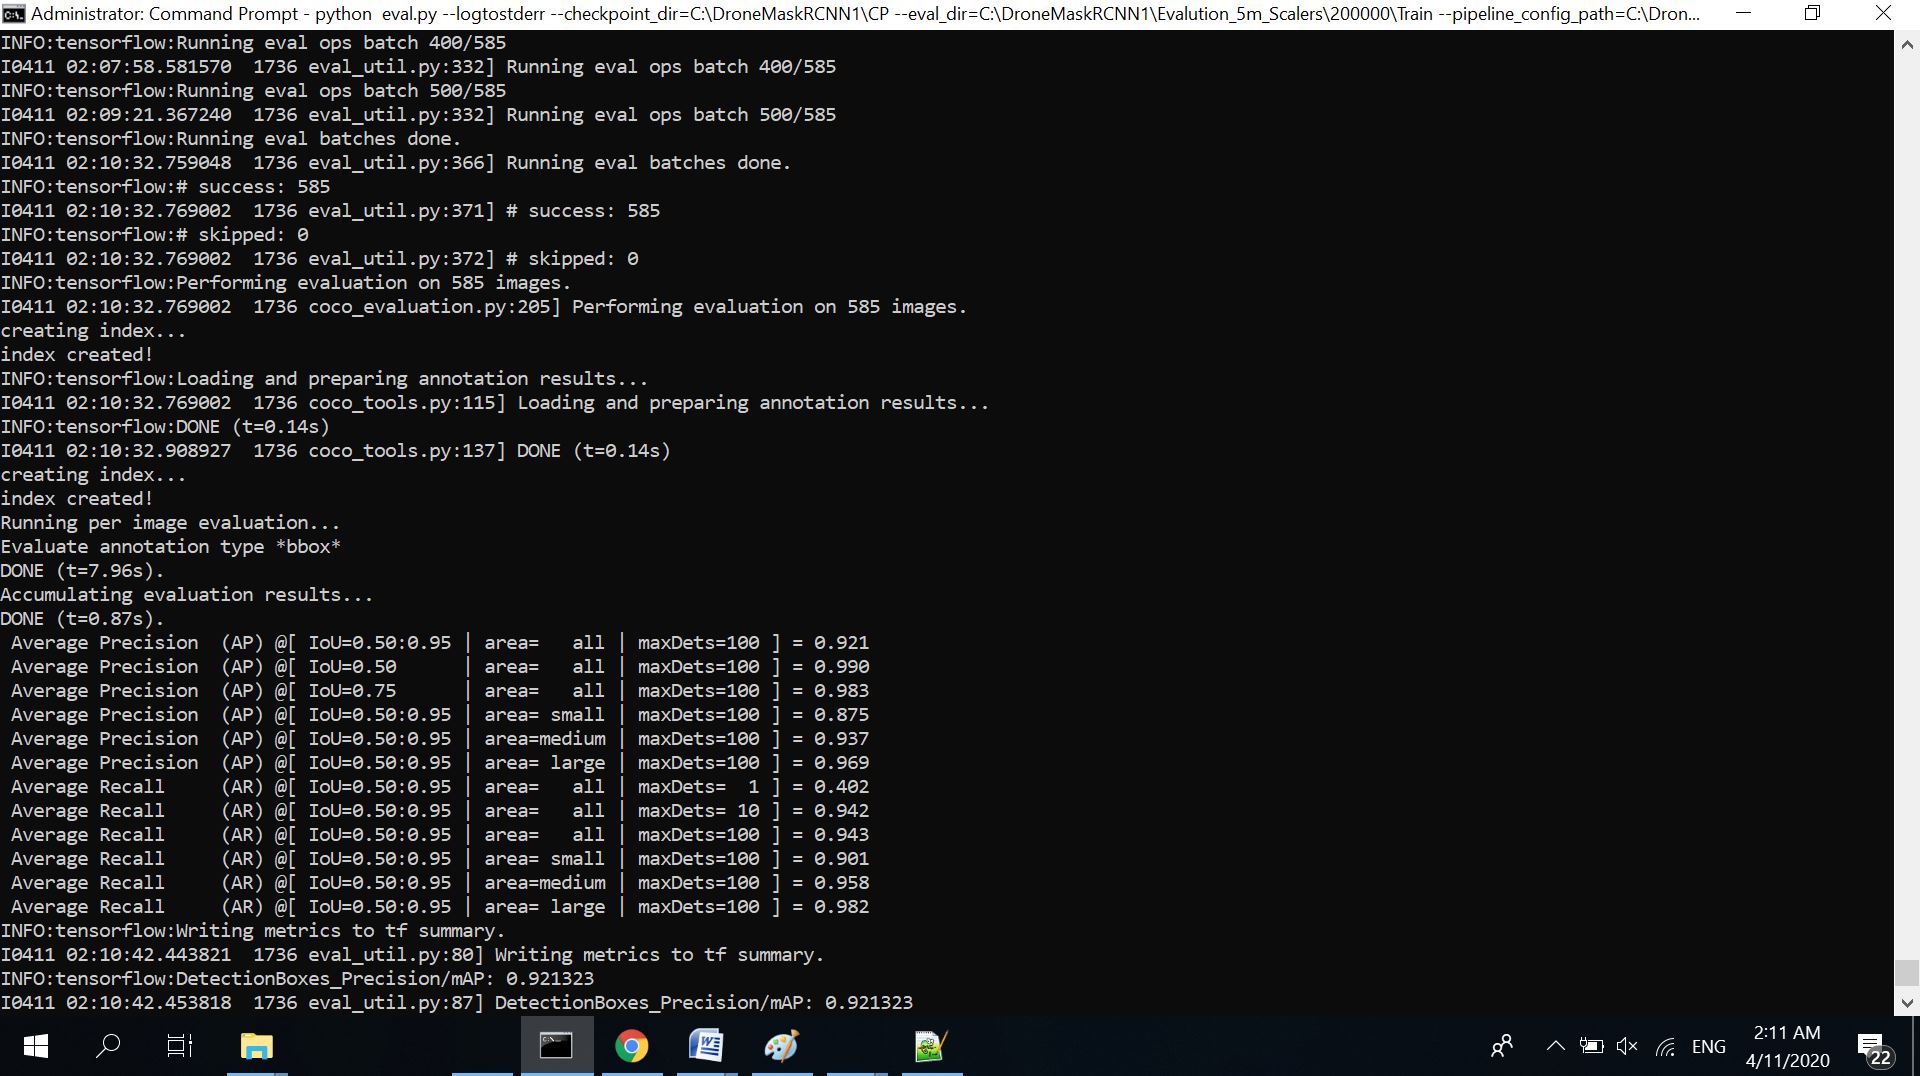 Administrator: Command Prompt - python  eval.py --logtostderr --checkpoint_dir=C:\DroneMaskRCNN1\CP --eval_dir=C:\DroneMaskRCNN1\Evalution_5m_Scalers\200000\Train --pipeline_config_path=C:\Dron...
INFO:tensorflow:Running eval ops batch 400/585
I0411 02:07:58.581570  1736 eval_util.py:332] Running eval ops batch 400/585
INFO:tensorflow:Running eval ops batch 500/585
I0411 02:09:21.367240  1736 eval_util.py:332] Running eval ops batch 500/585
INFO:tensorflow:Running eval batches done.
I0411 02:10:32.759048  1736 eval_util.py:366] Running eval batches done.
INFO:tensorflow:# success: 585
I0411 02:10:32.769002  1736 eval_util.py:371] # success: 585
INFO:tensorflow:# skipped: 0
I0411 02:10:32.769002  1736 eval_util.py:372] # skipped: 0
INFO:tensorflow:Performing evaluation on 585 images.
I0411 02:10:32.769002  1736 coco_evaluation.py:205] Performing evaluation on 585 images.
creating index...
index created!
INFO:tensorflow:Loading and preparing annotation results...
I0411 02:10:32.769002  1736 coco_tools.py:115] Loading and preparing annotation results...
INFO:tensorflow:DONE (t=0.14s)
I0411 02:10:32.908927  1736 coco_tools.py:137] DONE (t=0.14s)
creating index...
index created!
Running per image evaluation...
Evaluate annotation type *bbox*
DONE (t=7.96s).
Accumulating evaluation results...
DONE (t=0.87s).
 Average Precision  (AP) @[ IoU=0.50:0.95 | area=   all | maxDets=100 ] = 0.921
 Average Precision  (AP) @[ IoU=0.50      | area=   all | maxDets=100 ] = 0.990
 Average Precision  (AP) @[ IoU=0.75      | area=   all | maxDets=100 ] = 0.983
 Average Precision  (AP) @[ IoU=0.50:0.95 | area= small | maxDets=100 ] = 0.875
 Average Precision  (AP) @[ IoU=0.50:0.95 | area=medium | maxDets=100 ] = 0.937
 Average Precision  (AP) @[ IoU=0.50:0.95 | area= large | maxDets=100 ] = 0.969
 Average Recall     (AR) @[ IoU=0.50:0.95 | area=   all | maxDets=  1 ] = 0.402
 Average Recall     (AR) @[ IoU=0.50:0.95 | area=   all | maxDets= 10 ] = 0.942
 Average Recall     (AR) @[ IoU=0.50:0.95 | area=   all | maxDets=100 ] = 0.943
 Average Recall     (AR) @[ IoU=0.50:0.95 | area= small | maxDets=100 ] = 0.901
 Average Recall     (AR) @[ IoU=0.50:0.95 | area=medium | maxDets=100 ] = 0.958
 Average Recall     (AR) @[ IoU=0.50:0.95 | area= large | maxDets=100 ] = 0.982
INFO:tensorflow:Writing metrics to tf summary.
I0411 02:10:42.443821  1736 eval_util.py:80] Writing metrics to tf summary.
INFO:tensorflow:DetectionBoxes_Precision/mAP: 0.921323
I0411 02:10:42.453818  1736 eval_util.py:87] DetectionBoxes_Precision/mAP: 0.921323
ENG
2:11 AM
4/11/2020
22